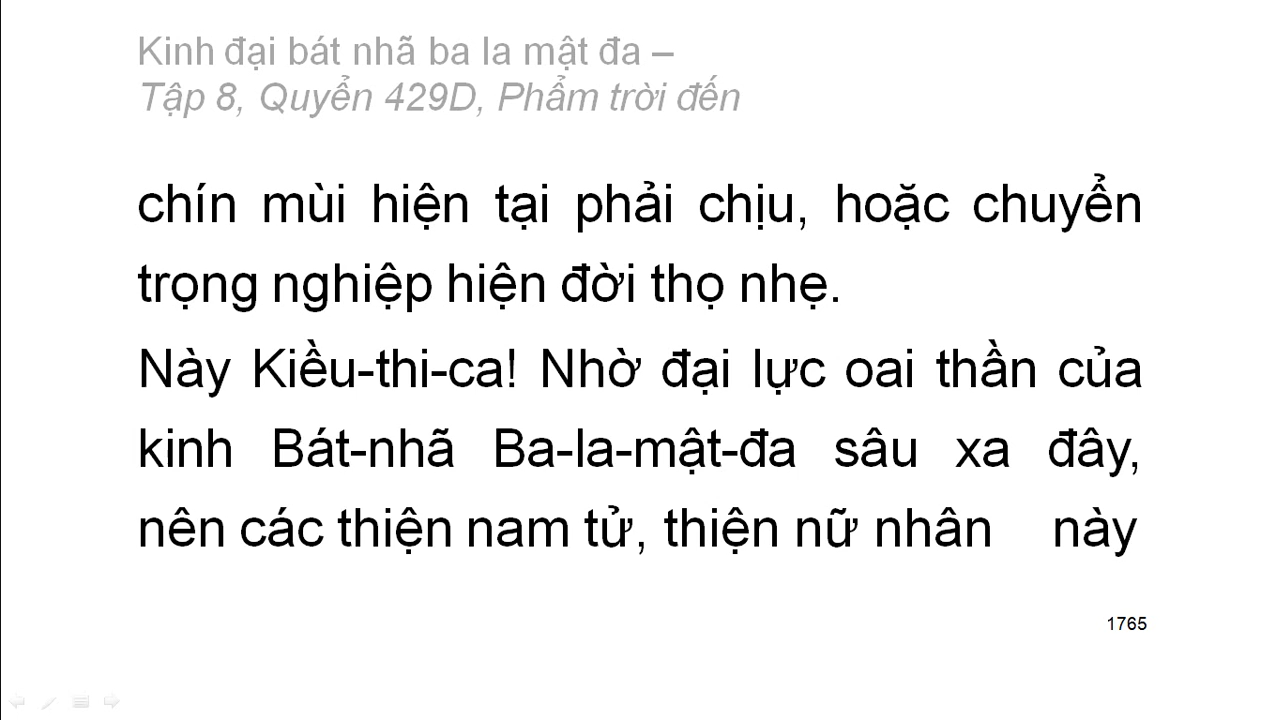 Kinh đại bát nhã ba la mật đa –
Tập 8, Quyển 429D, Phẩm trời đến
chín mùi hiện tại phải chịu, hoặc chuyển
trọng nghiệp hiện đời thọ nhẹ.
Này Kiều-thi-ca! Nhờ đại lực oai thần của
kinh Bát-nhã Ba-la-mật-đa sâu xa đây,
nên các thiện nam tử, thiện nữ nhân này
1765